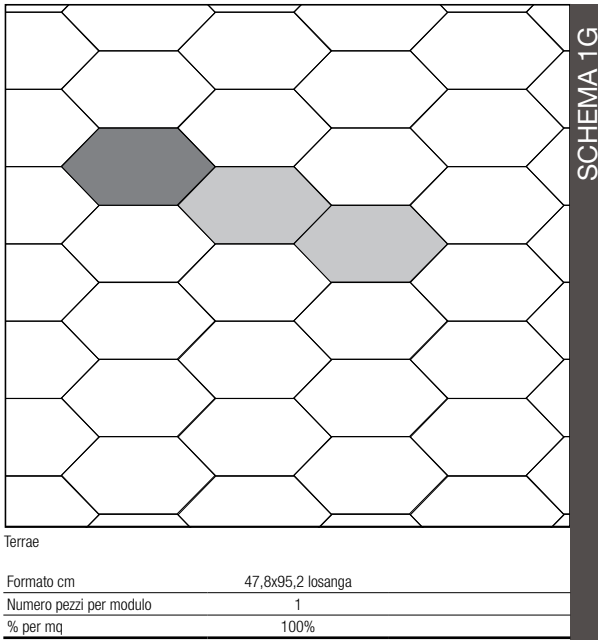 SCHEMA 1G
Terrae
Formato cm 47,8x95,2 losanga
Numero pezzi per modulo 1
% per mq 100%